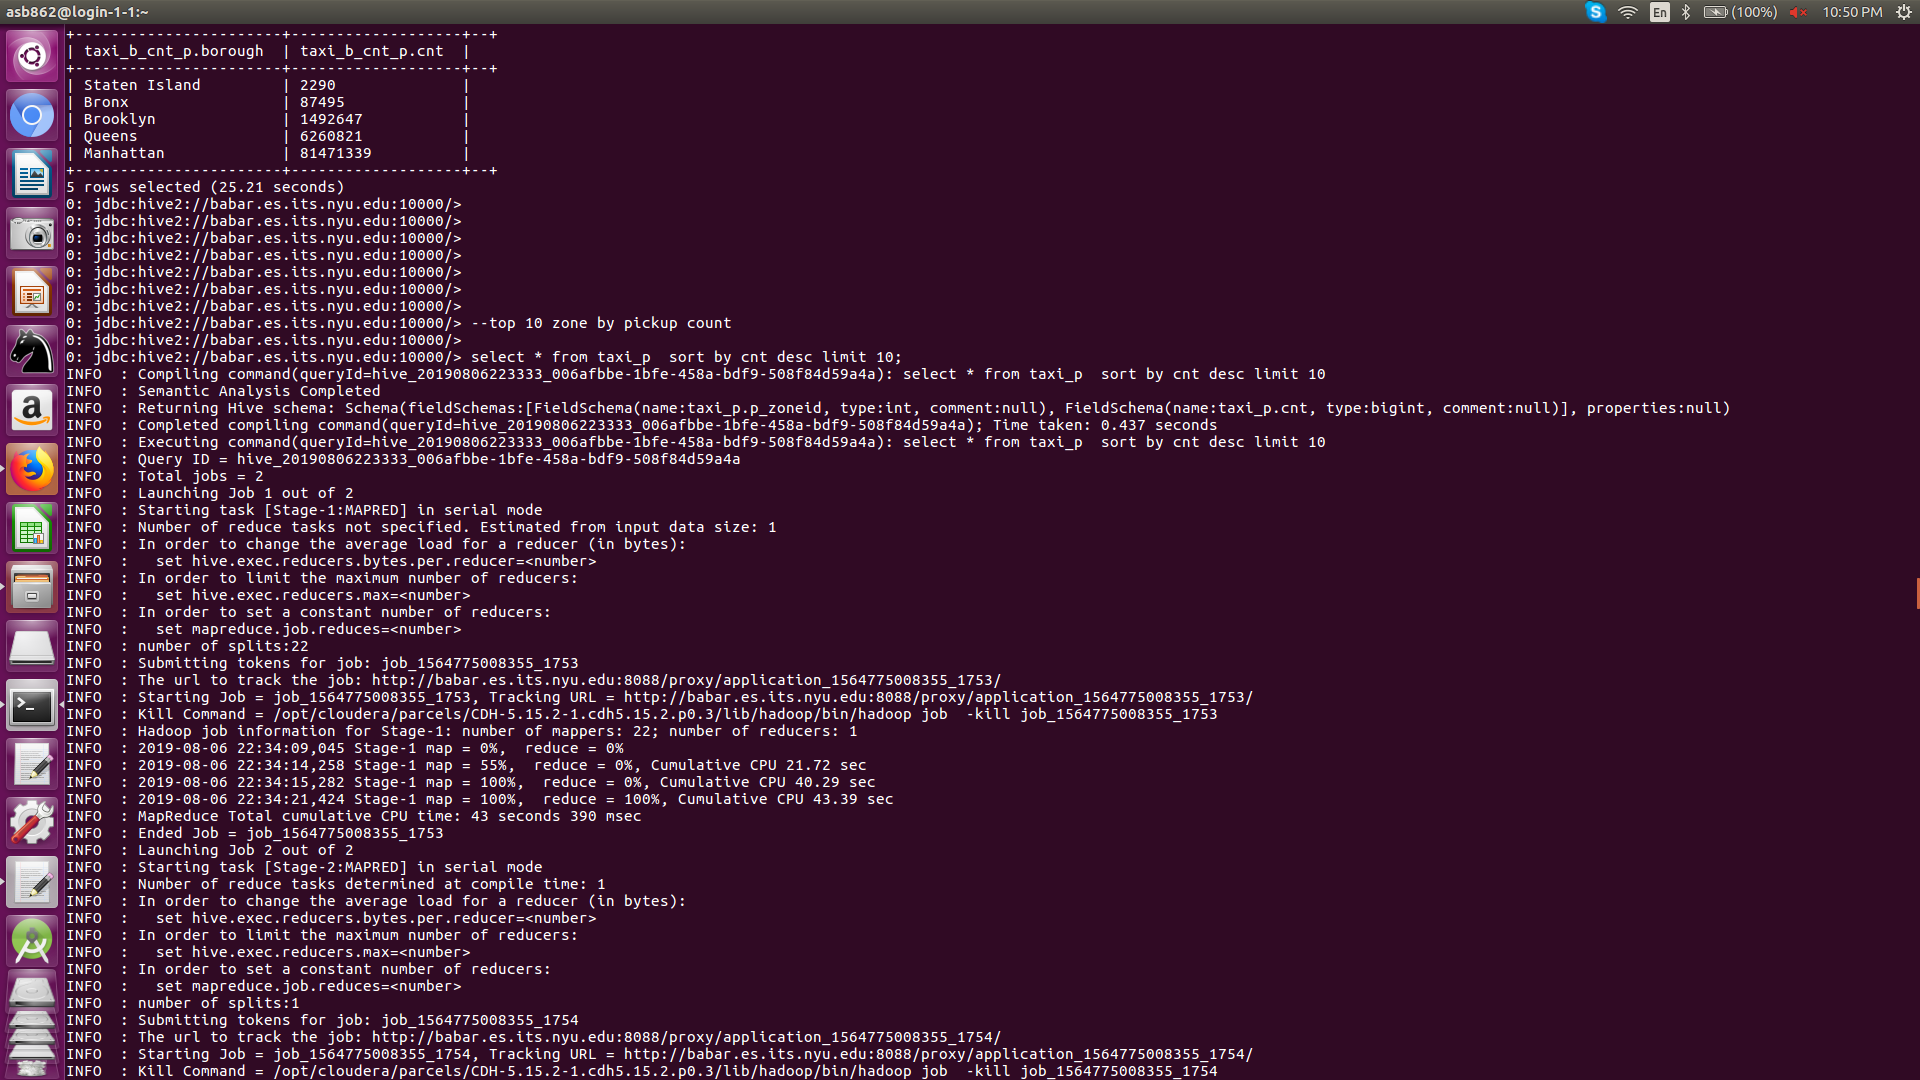 asb862@login-1-1:~ En (100%) 10:50 PM
+-----------------------+-------------------+--+
| taxi_b_cnt_p.borough  | taxi_b_cnt_p.cnt  |
+-----------------------+-------------------+--+
| Staten Island         | 2290              |
| Bronx                 | 87495             |
| Brooklyn              | 1492647           |
| Queens                | 6260821           |
| Manhattan             | 81471339          |
+-----------------------+-------------------+--+
5 rows selected (25.21 seconds)
0: jdbc:hive2://babar.es.its.nyu.edu:10000/>
0: jdbc:hive2://babar.es.its.nyu.edu:10000/>
0: jdbc:hive2://babar.es.its.nyu.edu:10000/>
0: jdbc:hive2://babar.es.its.nyu.edu:10000/>
0: jdbc:hive2://babar.es.its.nyu.edu:10000/>
0: jdbc:hive2://babar.es.its.nyu.edu:10000/>
0: jdbc:hive2://babar.es.its.nyu.edu:10000/>
0: jdbc:hive2://babar.es.its.nyu.edu:10000/> --top 10 zone by pickup count
0: jdbc:hive2://babar.es.its.nyu.edu:10000/>
0: jdbc:hive2://babar.es.its.nyu.edu:10000/> select * from taxi_p  sort by cnt desc limit 10;
INFO  : Compiling command(queryId=hive_20190806223333_006afbbe-1bfe-458a-bdf9-508f84d59a4a): select * from taxi_p  sort by cnt desc limit 10
INFO  : Semantic Analysis Completed
INFO  : Returning Hive schema: Schema(fieldSchemas:[FieldSchema(name:taxi_p.p_zoneid, type:int, comment:null), FieldSchema(name:taxi_p.cnt, type:bigint, comment:null)], properties:null)
INFO  : Completed compiling command(queryId=hive_20190806223333_006afbbe-1bfe-458a-bdf9-508f84d59a4a); Time taken: 0.437 seconds
INFO  : Executing command(queryId=hive_20190806223333_006afbbe-1bfe-458a-bdf9-508f84d59a4a): select * from taxi_p  sort by cnt desc limit 10
INFO  : Query ID = hive_20190806223333_006afbbe-1bfe-458a-bdf9-508f84d59a4a
INFO  : Total jobs = 2
INFO  : Launching Job 1 out of 2
INFO  : Starting task [Stage-1:MAPRED] in serial mode
INFO  : Number of reduce tasks not specified. Estimated from input data size: 1
INFO  : In order to change the average load for a reducer (in bytes):
INFO  :   set hive.exec.reducers.bytes.per.reducer=<number>
INFO  : In order to limit the maximum number of reducers:
INFO  :   set hive.exec.reducers.max=<number>
INFO  : In order to set a constant number of reducers:
INFO  :   set mapreduce.job.reduces=<number>
INFO  : number of splits:22
INFO  : Submitting tokens for job: job_1564775008355_1753
INFO  : The url to track the job: http://babar.es.its.nyu.edu:8088/proxy/application_1564775008355_1753/
INFO  : Starting Job = job_1564775008355_1753, Tracking URL = http://babar.es.its.nyu.edu:8088/proxy/application_1564775008355_1753/
INFO  : Kill Command = /opt/cloudera/parcels/CDH-5.15.2-1.cdh5.15.2.p0.3/lib/hadoop/bin/hadoop job  -kill job_1564775008355_1753
INFO  : Hadoop job information for Stage-1: number of mappers: 22; number of reducers: 1
INFO  : 2019-08-06 22:34:09,045 Stage-1 map = 0%,  reduce = 0%
INFO  : 2019-08-06 22:34:14,258 Stage-1 map = 55%,  reduce = 0%, Cumulative CPU 21.72 sec
INFO  : 2019-08-06 22:34:15,282 Stage-1 map = 100%,  reduce = 0%, Cumulative CPU 40.29 sec
INFO  : 2019-08-06 22:34:21,424 Stage-1 map = 100%,  reduce = 100%, Cumulative CPU 43.39 sec
INFO  : MapReduce Total cumulative CPU time: 43 seconds 390 msec
INFO  : Ended Job = job_1564775008355_1753
INFO  : Launching Job 2 out of 2
INFO  : Starting task [Stage-2:MAPRED] in serial mode
INFO  : Number of reduce tasks determined at compile time: 1
INFO  : In order to change the average load for a reducer (in bytes):
INFO  :   set hive.exec.reducers.bytes.per.reducer=<number>
INFO  : In order to limit the maximum number of reducers:
INFO  :   set hive.exec.reducers.max=<number>
INFO  : In order to set a constant number of reducers:
INFO  :   set mapreduce.job.reduces=<number>
INFO  : number of splits:1
INFO  : Submitting tokens for job: job_1564775008355_1754
INFO  : The url to track the job: http://babar.es.its.nyu.edu:8088/proxy/application_1564775008355_1754/
INFO  : Starting Job = job_1564775008355_1754, Tracking URL = http://babar.es.its.nyu.edu:8088/proxy/application_1564775008355_1754/
INFO  : Kill Command = /opt/cloudera/parcels/CDH-5.15.2-1.cdh5.15.2.p0.3/lib/hadoop/bin/hadoop job  -kill job_1564775008355_1754